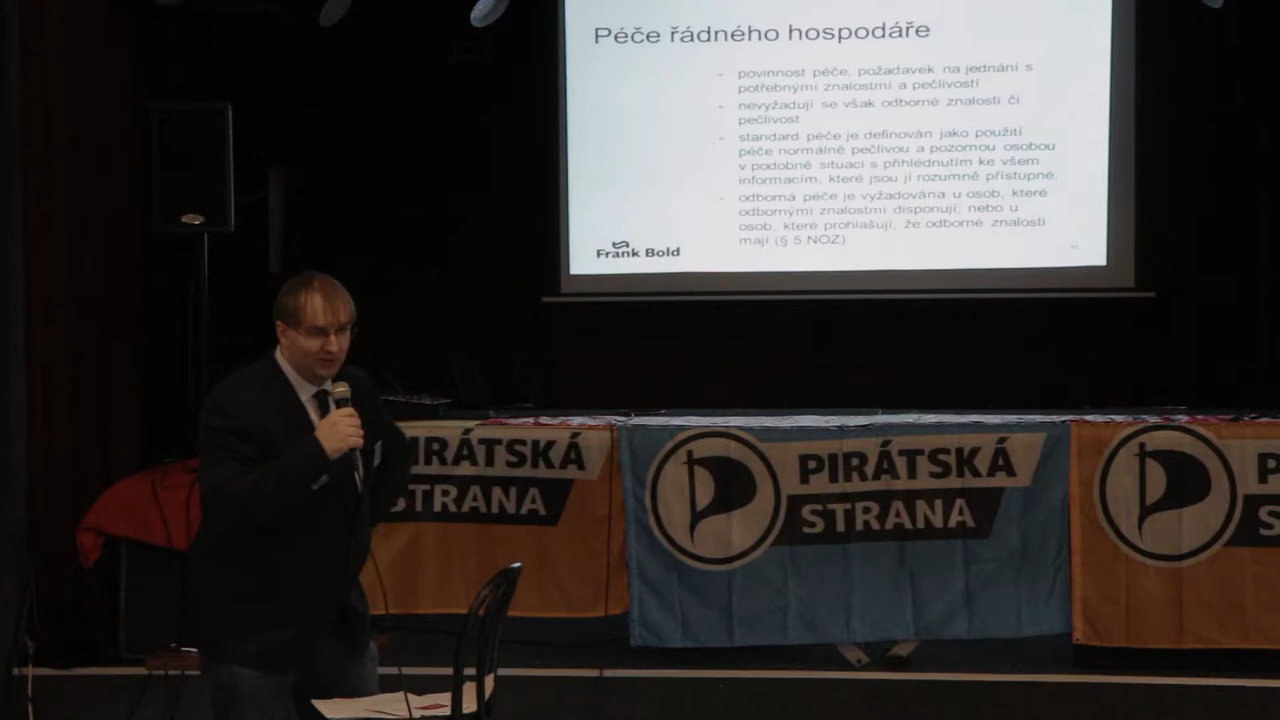 Péče řádného hospodáře
- povinnost péče, požadavek na jednání s
potřebnými znalostmi a pečlivostí
- nevyžadují se však odborné znalosti či
pečlivost
- standard péče je definován jako použití
péče normálně pečlivou a pozornou osobou
v podobné situaci s přihlédnutím ke všem
informacím, které jsou jí rozumně přístupné.
- odborná péče je vyžadována u osob, které
odbornými znalostmi disponují, nebo u
osob, které prohlašují, že odborné znalosti
mají (§ 5 NOZ)
Frank Bold
IRÁTSKÁ
STRANA
PIRÁTSKÁ
STRANA
P
S